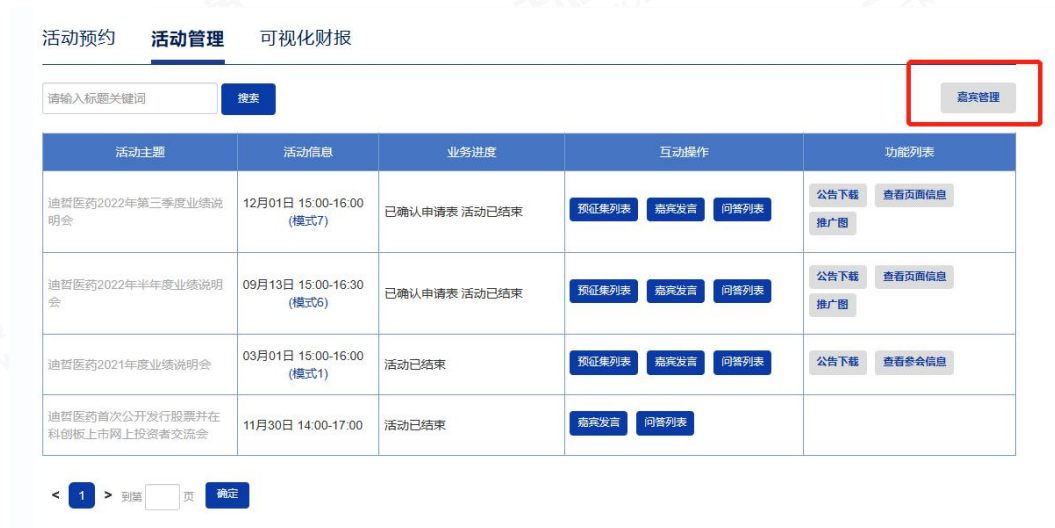 活动预约 活动管理 可视化财报
请输入标题关键词 搜索 嘉宾管理
活动主题 活动信息 业务进度 互动操作 功能列表
迪哲医药2022年第三季度业绩说
明会
12月01日 15:00-16:00
(模式7)
已确认申请表 活动已结束
预征集列表 嘉宾发言 问答列表
公告下载 查看页面信息
推广图
迪哲医药2022年半年度业绩说明
会
09月13日 15:00-16:30
(模式6)
已确认申请表 活动已结束
预征集列表 嘉宾发言 问答列表
公告下载 查看页面信息
推广图
迪哲医药2021年度业绩说明会
03月01日 15:00-16:00
(模式1)
活动已结束
预征集列表 嘉宾发言 问答列表
公告下载 查看参会信息
迪哲医药首次公开发行股票并在
科创板上市网上投资者交流会
11月30日 14:00-17:00
活动已结束
嘉宾发言 问答列表
< 1 > 到第 页 确定